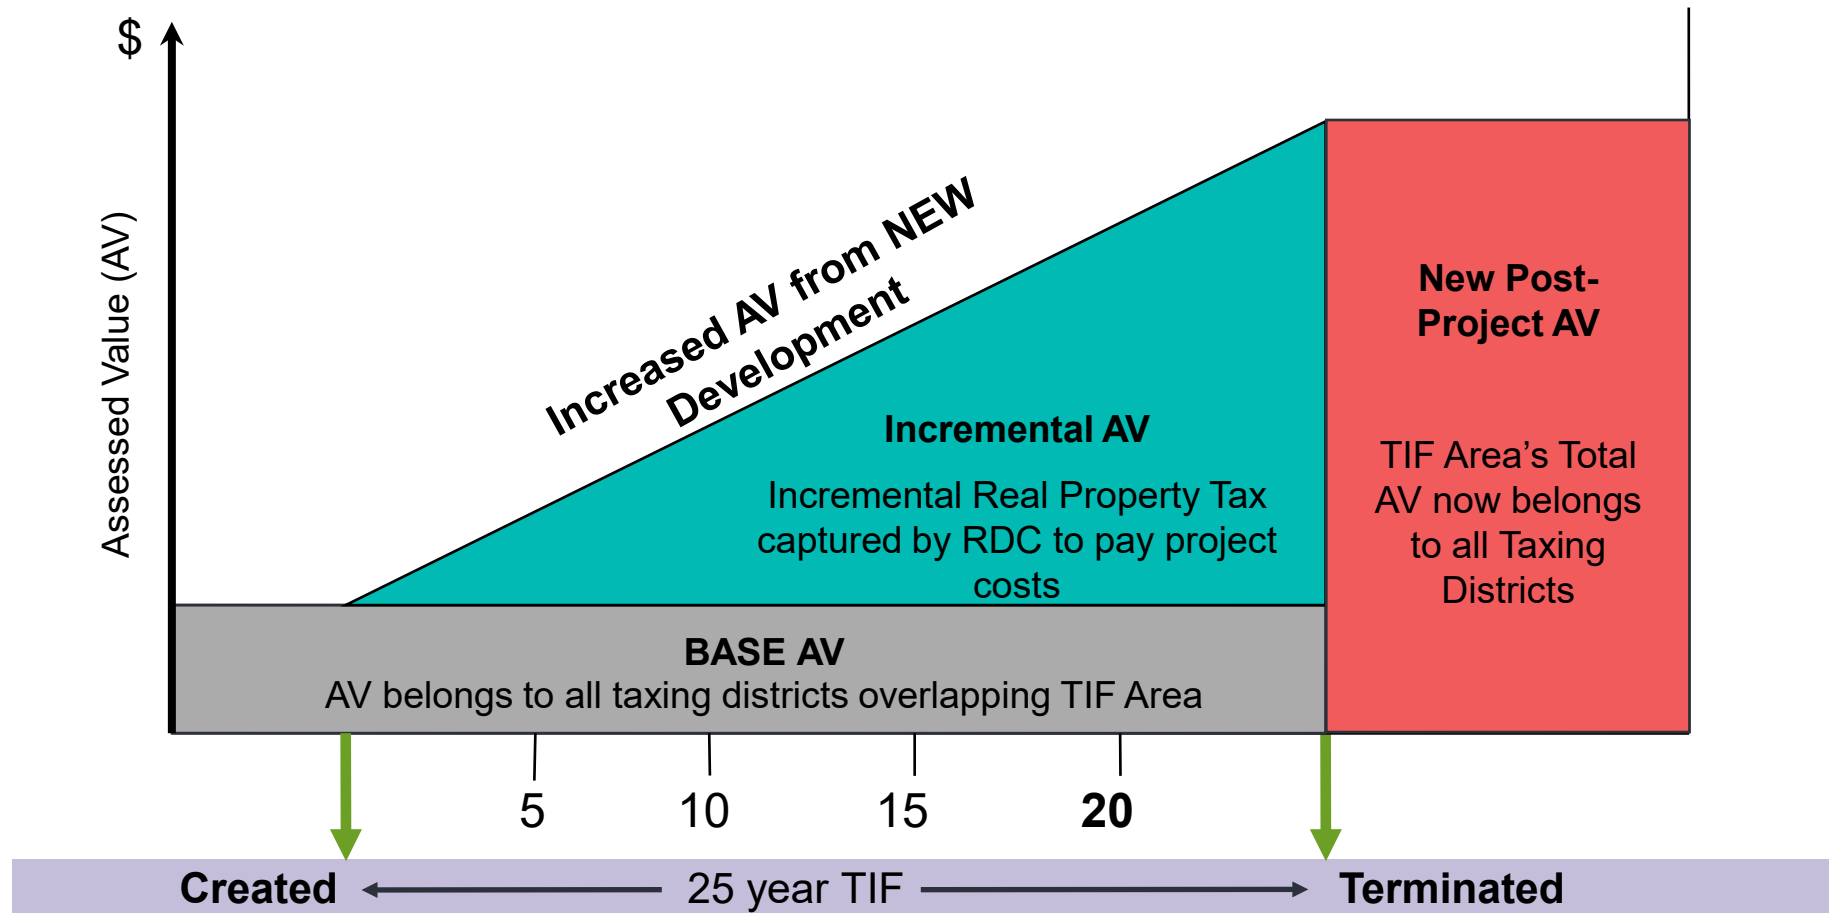 $
Assessed Value (AV)
Increased AV from NEW
Development
Incremental AV
Incremental Real Property Tax
captured by RDC to pay project
costs
New Post-
Project AV
TIF Area’s Total
AV now belongs
to all Taxing
Districts
BASE AV
AV belongs to all taxing districts overlapping TIF Area
5 10 15 20
Created 25 year TIF Terminated